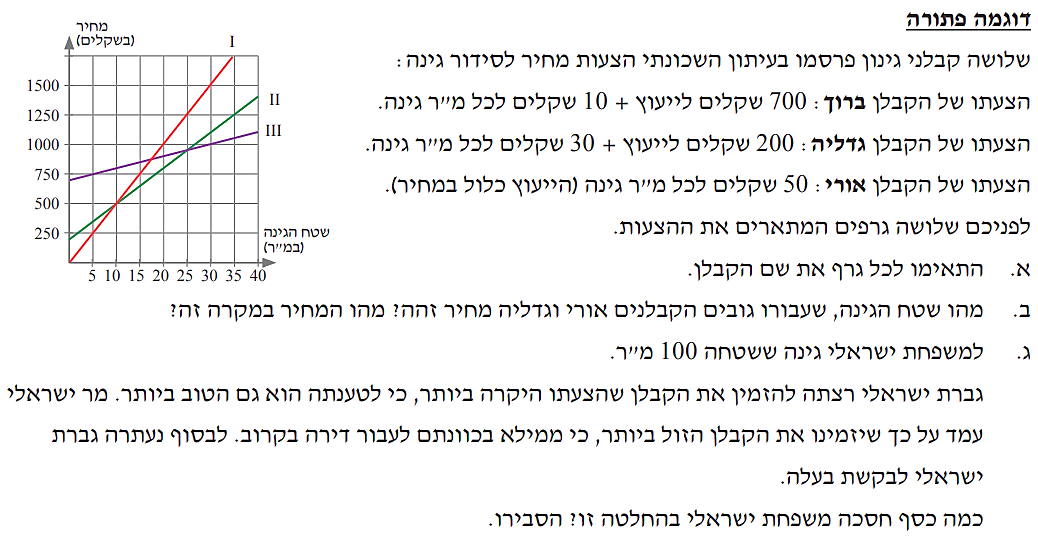 דוגמה פתורה
שלושה קבלני גינון פרסמו בעיתון השכונתי הצעות מחיר לסידור גינה:
הצעתו של הקבלן ברוך: 700 שקלים לייעוץ + 10 שקלים לכל מ״ר גינה.
הצעתו של הקבלן גדליה: 200 שקלים לייעוץ + 30 שקלים לכל מ״ר גינה.
הצעתו של הקבלן אורי: 50 שקלים לכל מ״ר גינה (הייעוץ כלול במחיר).
לפניכם שלושה גרפים המתארים את ההצעות.
מחיר
(בשקלים)
I
II
III
1500
1250
1000
750
500
250
שטח הגינה
(במ״ר)
5 10 15 20 25 30 35 40
א. התאימו לכל גרף את שם הקבלן.
ב. מהו שטח הגינה, שעבורו גובים הקבלנים אורי וגדליה מחיר זהה? מהו המחיר במקרה זה?
ג. למשפחת ישראלי גינה ששטחה 100 מ״ר.
גברת ישראלי רצתה להזמין את הקבלן שהצעתו היקרה ביותר, כי לטענתה הוא גם הטוב ביותר. מר ישראלי
עמד על כך שיזמינו את הקבלן הזול ביותר, כי ממילא בכוונתם לעבור דירה בקרוב. לבסוף נעתרה גברת
ישראלי לבקשת בעלה.
כמה כסף חסכה משפחת ישראלי בהחלטה זו? הסבירו.